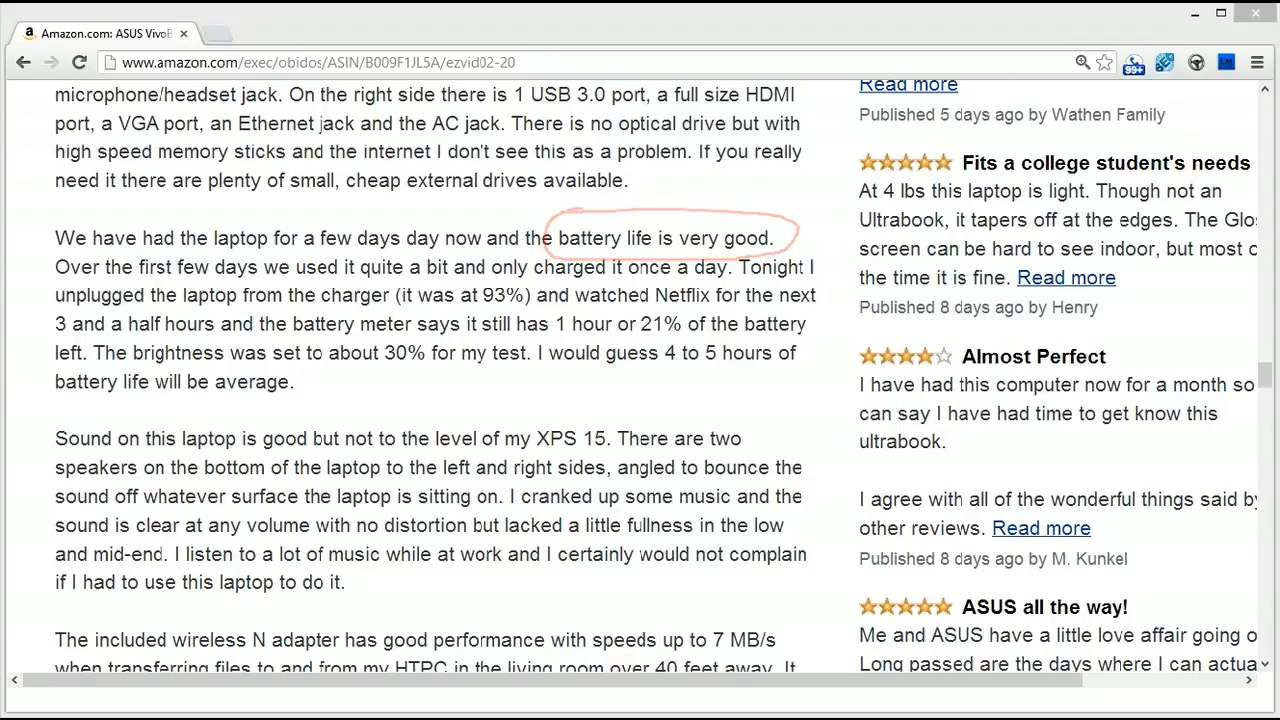 Amazon.com: ASUS VivoB
www.amazon.com/exec/obidos/ASIN/B009F1JL5A/ezvid02-20
99+
microphone/headset jack. On the right side there is 1 USB 3.0 port, a full size HDMI
port, a VGA port, an Ethernet jack and the AC jack. There is no optical drive but with
high speed memory sticks and the internet I don't see this as a problem. If you really
need it there are plenty of small, cheap external drives available.
We have had the laptop for a few days day now and the battery life is very good.
Over the first few days we used it quite a bit and only charged it once a day. Tonight I
unplugged the laptop from the charger (it was at 93%) and watched Netflix for the next
3 and a half hours and the battery meter says it still has 1 hour or 21% of the battery
left. The brightness was set to about 30% for my test. I would guess 4 to 5 hours of
battery life will be average.
Sound on this laptop is good but not to the level of my XPS 15. There are two
speakers on the bottom of the laptop to the left and right sides, angled to bounce the
sound off whatever surface the laptop is sitting on. I cranked up some music and the
sound is clear at any volume with no distortion but lacked a little fullness in the low
and mid-end. I listen to a lot of music while at work and I certainly would not complain
if I had to use this laptop to do it.
The included wireless N adapter has good performance with speeds up to 7 MB/s
when transferring files to and from my HTPC in the living room over 40 feet away. It
Read more
Published 5 days ago by Wathen Family
Fits a college student's needs
At 4 lbs this laptop is light. Though not an
Ultrabook, it tapers off at the edges. The Glos
screen can be hard to see indoor, but most o
the time it is fine. Read more
Published 8 days ago by Henry
Almost Perfect
I have had this computer now for a month so
can say I have had time to get know this
ultrabook.
I agree with all of the wonderful things said by
other reviews. Read more
Published 8 days ago by M. Kunkel
ASUS all the way!
Me and ASUS have a little love affair going o
Long passed are the days where I can actua